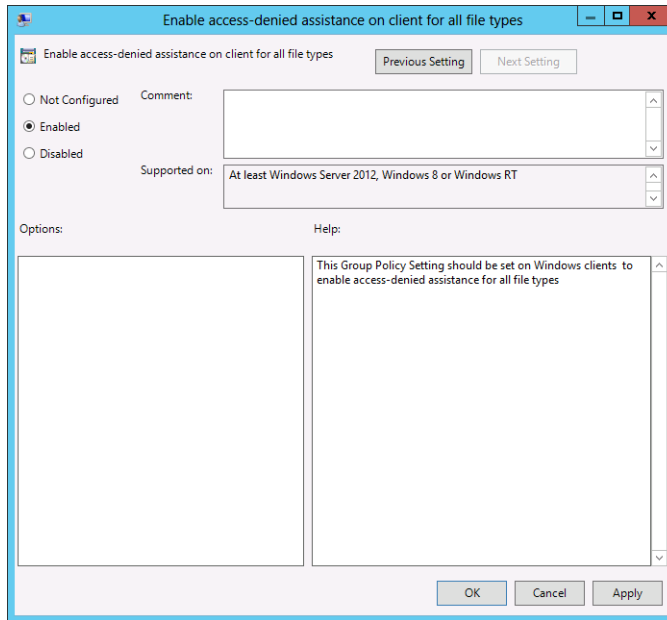 Enable access-denied assistance on client for all file types
Enable access-denied assistance on client for all file types
Previous Setting
Next Setting
Not Configured
Comment:
Enabled
Disabled
Supported on:
At least Windows Server 2012, Windows 8 or Windows RT
Options:
Help:
This Group Policy Setting should be set on Windows clients to
enable access-denied assistance for all file types
OK
Cancel
Apply